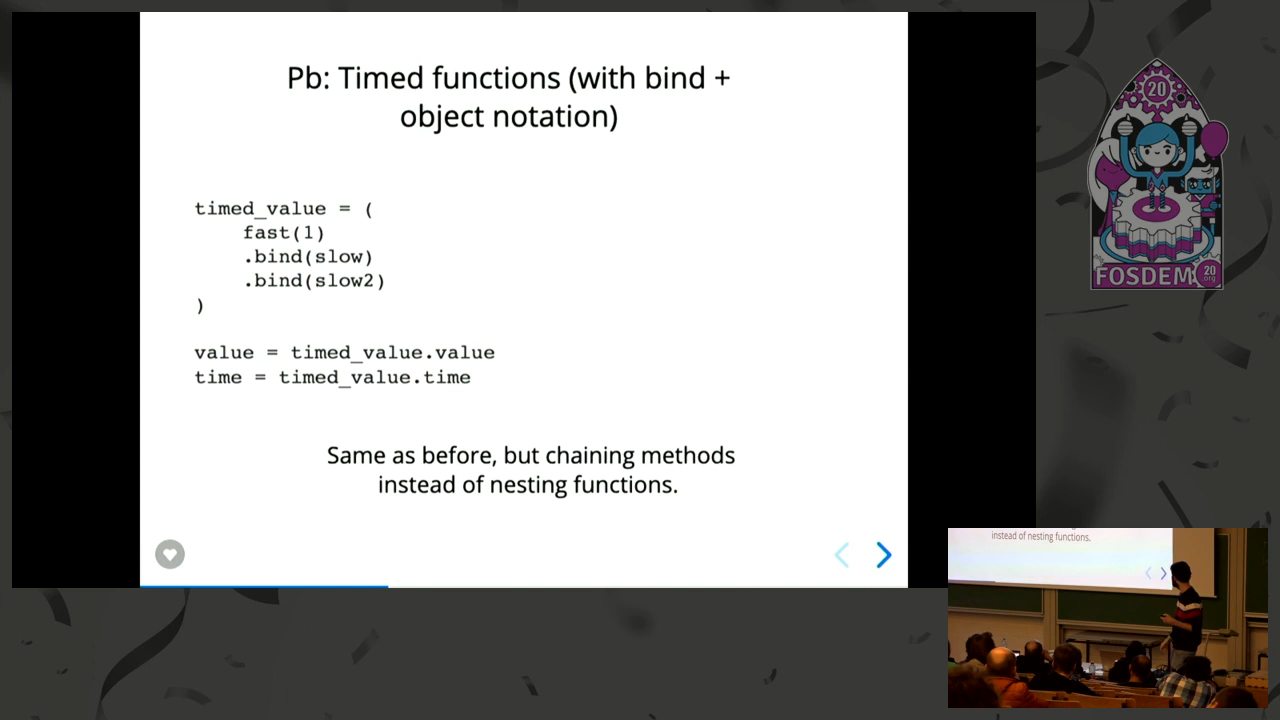 Pb: Timed functions (with bind +
object notation)
timed_value = (
fast(1)
.bind(slow)
.bind(slow2)
)
value = timed_value.value
time = timed_value.time
Same as before, but chaining methods
instead of nesting functions.
20
FOSDEM
20
.org
instead of nesting functions.